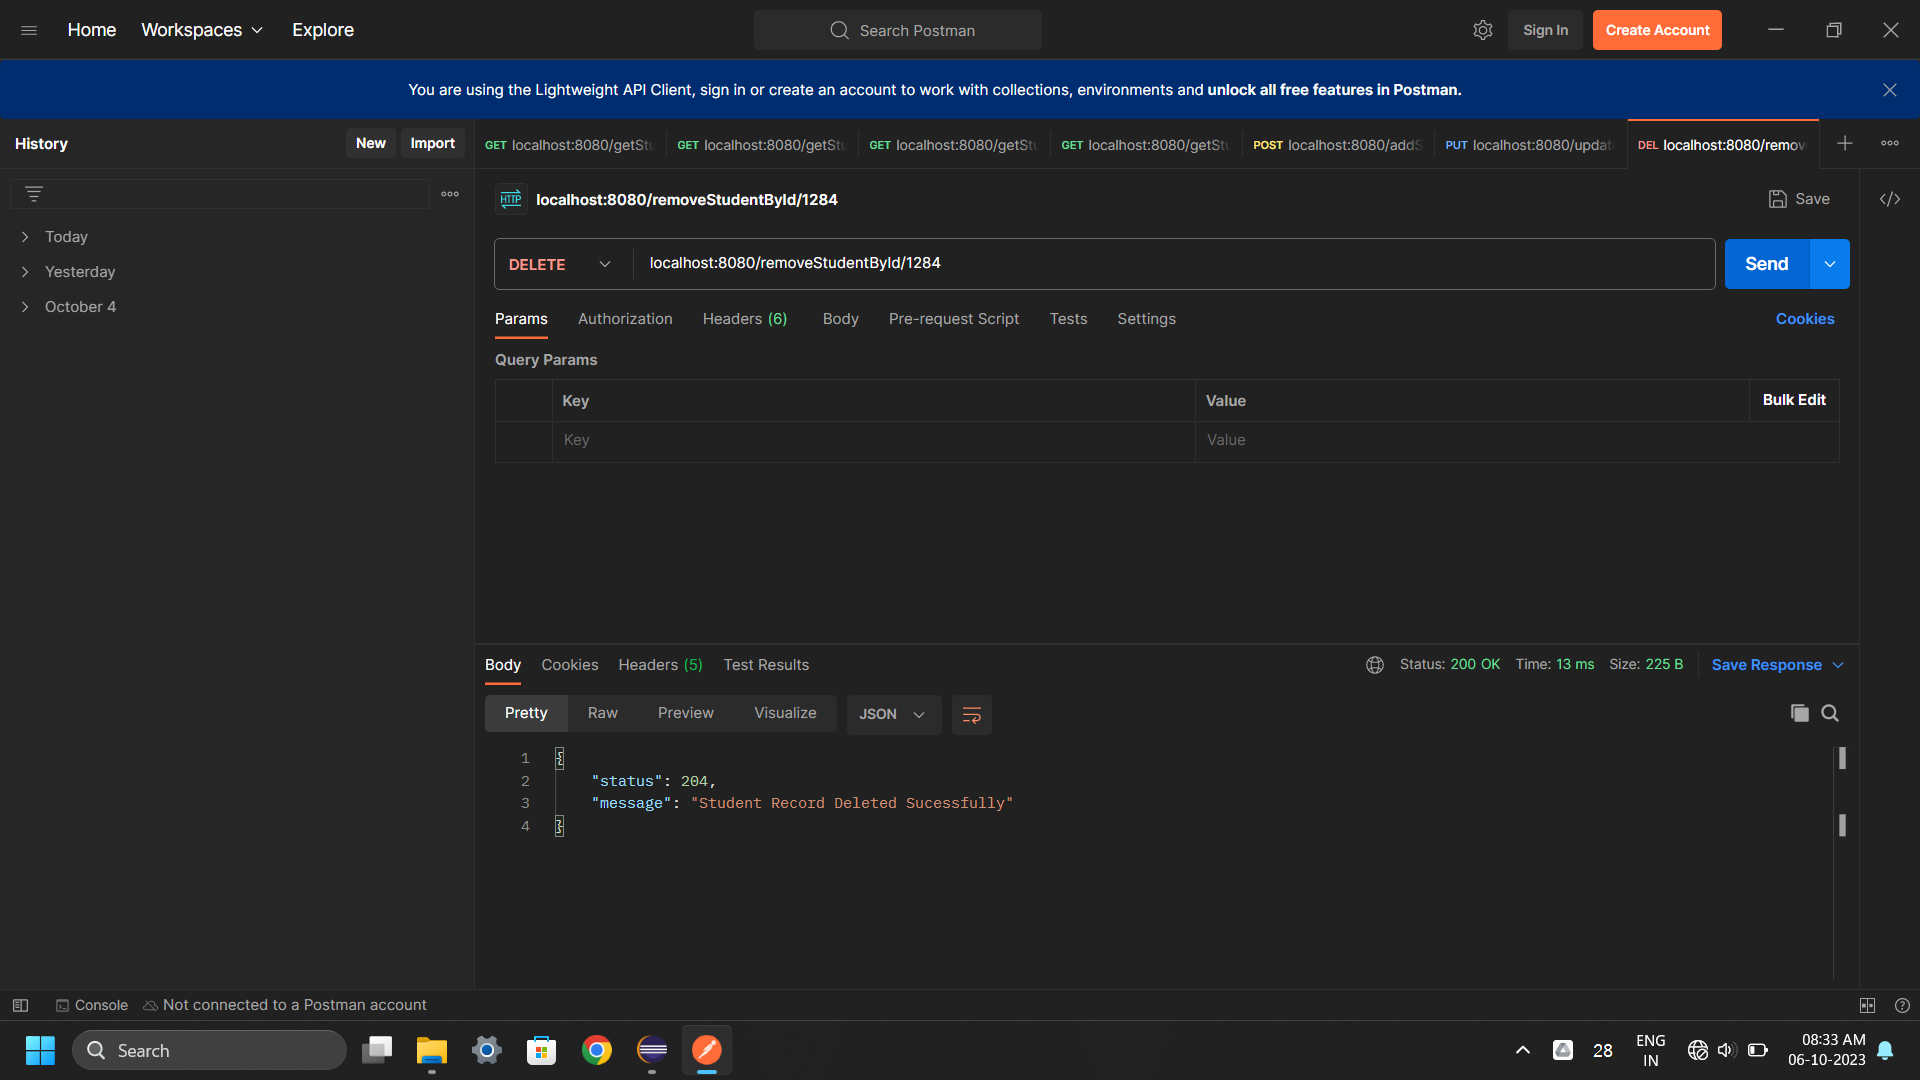 Home Workspaces Explore
Search Postman
Sign In Create Account
You are using the Lightweight API Client, sign in or create an account to work with collections, environments and unlock all free features in Postman.
History New Import
GET localhost:8080/getStu GET localhost:8080/getStu GET localhost:8080/getStu GET localhost:8080/getStu POST localhost:8080/addS PUT localhost:8080/updat DEL localhost:8080/remov
Today
Yesterday
October 4
HTTP localhost:8080/removeStudentById/1284 Save
DELETE localhost:8080/removeStudentById/1284 Send
Params Authorization Headers (6) Body Pre-request Script Tests Settings Cookies
Query Params
Key Value Bulk Edit
Key Value
Body Cookies Headers (5) Test Results Status: 200 OK Time: 13 ms Size: 225 B Save Response
Pretty Raw Preview Visualize JSON
1 {
2 "status": 204,
3 "message": "Student Record Deleted Sucessfully"
4 }
Console Not connected to a Postman account
Search
28
ENG
IN
08:33 AM
06-10-2023